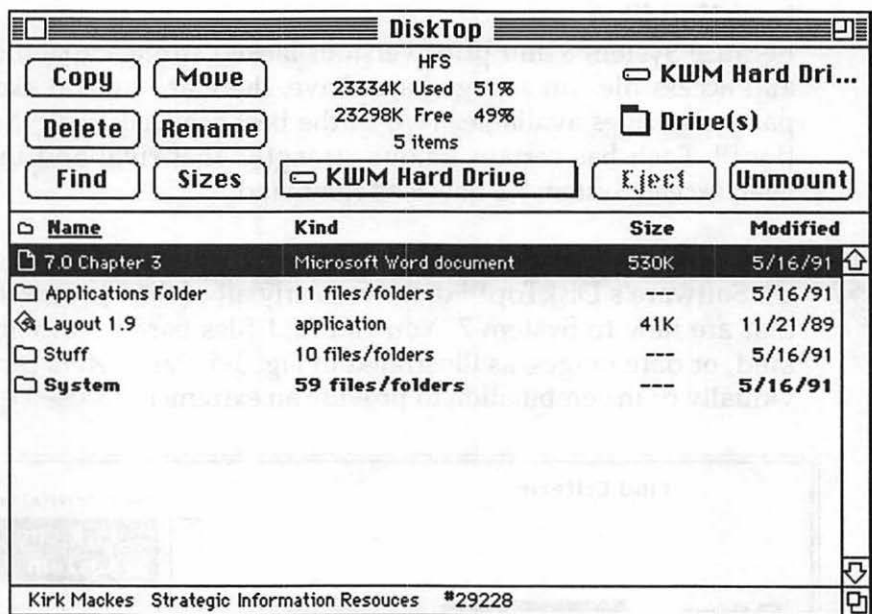 DiskTop
Copy Move
HFS
23334K Used 51%
23298K Free 49%
5 items
KWM Hard Dri...
Drive(s)
Delete Rename
Find Sizes KWM Hard Drive Eject Unmount
Name Kind Size Modified
7.0 Chapter 3 Microsoft Word document 530K 5/16/91
Applications Folder 11 files/folders --- 5/16/91
Layout 1.9 application 41K 11/21/89
Stuff 10 files/folders --- 5/16/91
System 59 files/folders --- 5/16/91
Kirk Mackes Strategic Information Resouces #29228